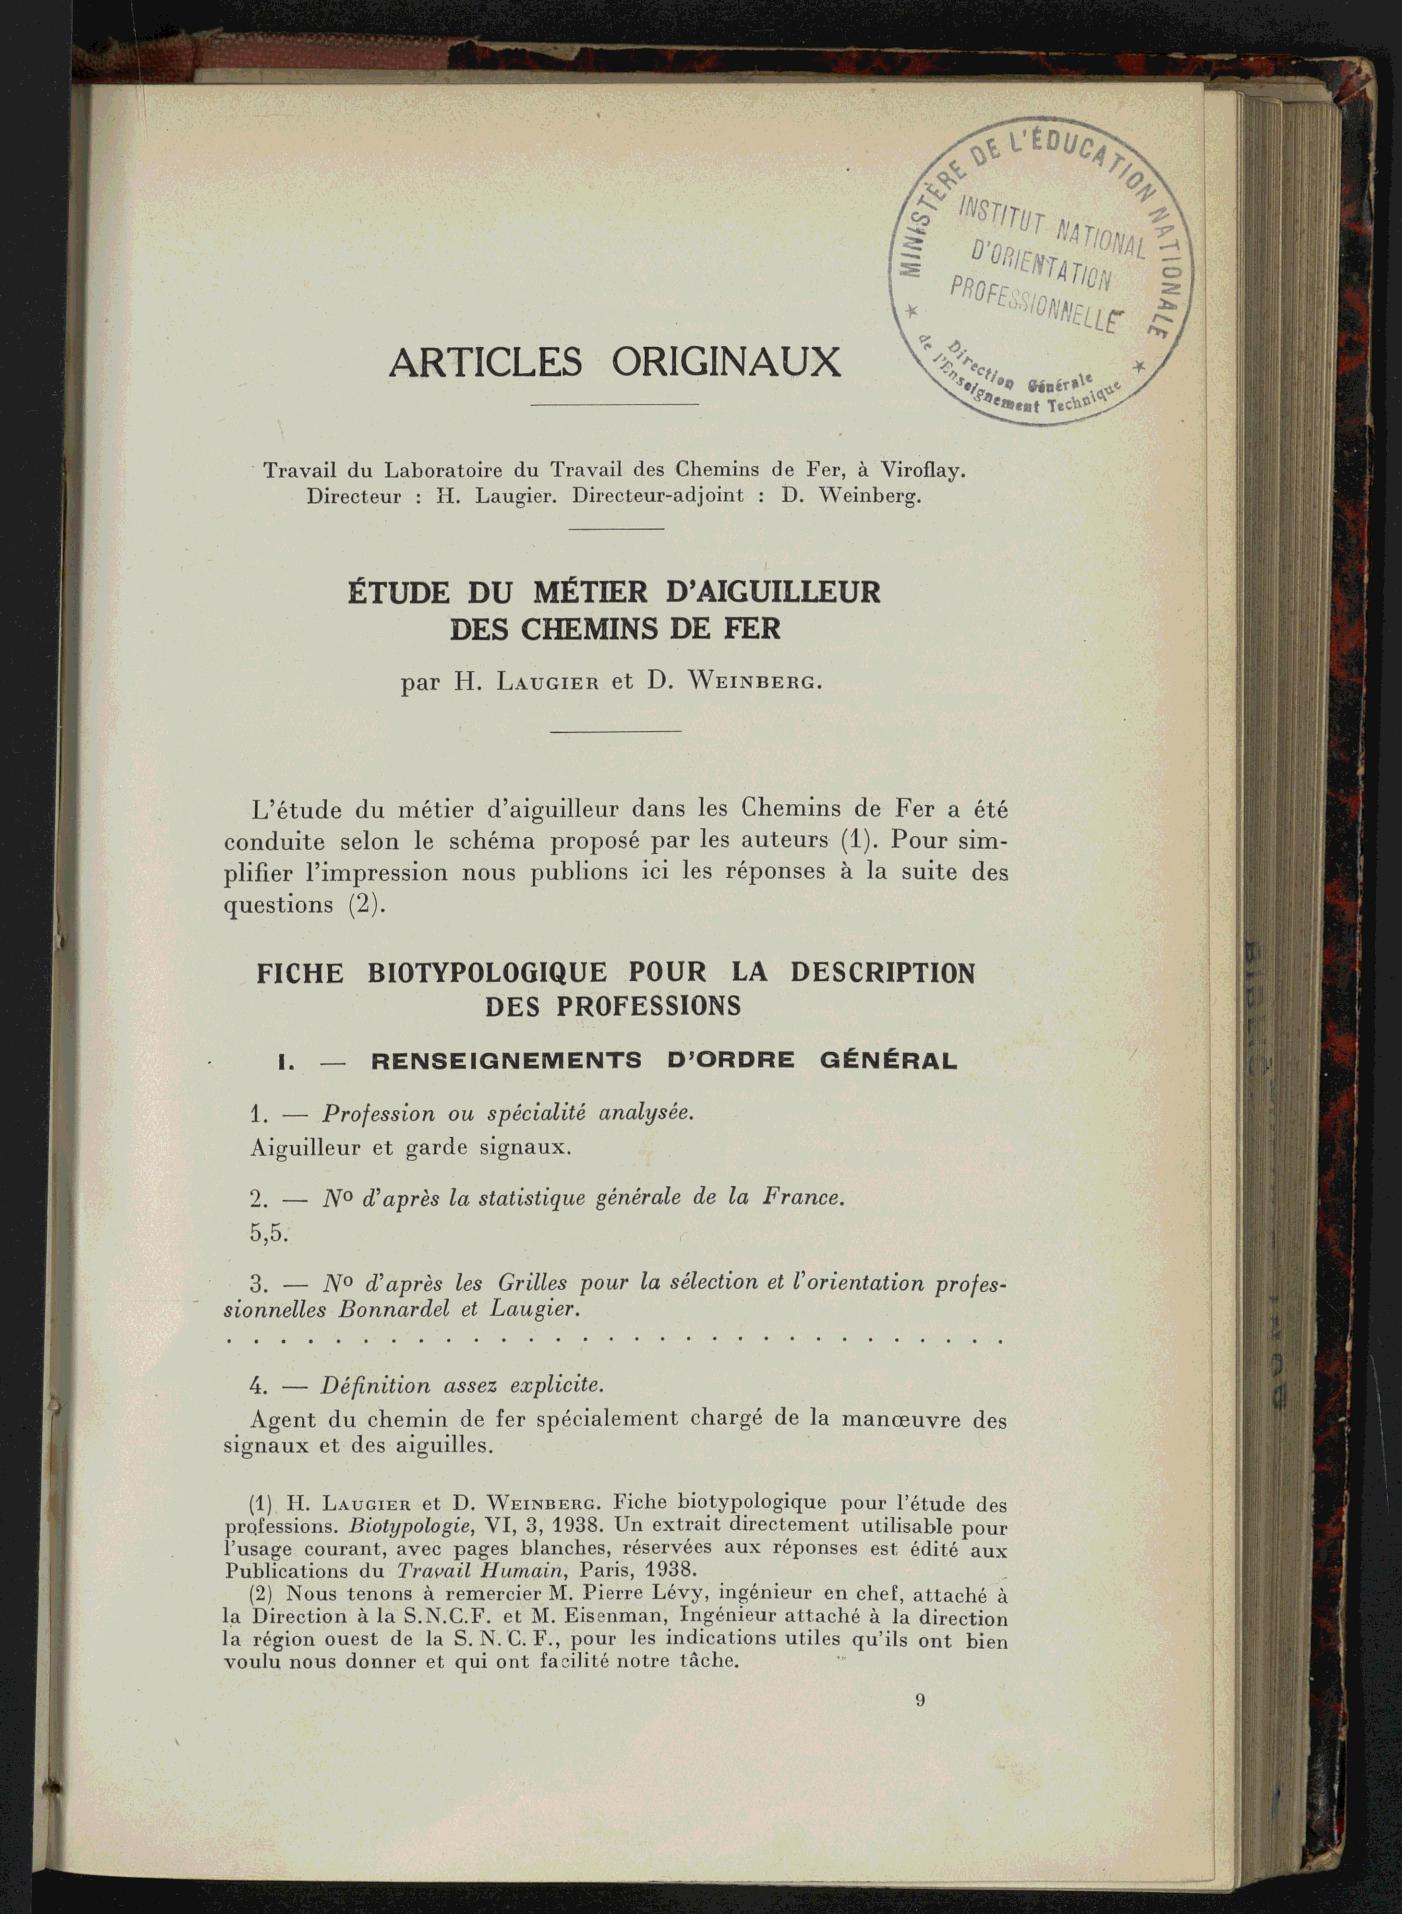 MINISTÈRE DE L'ÉDUCATION NATIONALE
INSTITUT NATIONAL
D'ORIENTATION
PROFESSIONNELLE
Direction Générale
de l'Enseignement Technique
ARTICLES ORIGINAUX
Travail du Laboratoire du Travail des Chemins de Fer, à Viroflay.
Directeur : H. Laugier. Directeur-adjoint : D. Weinberg.
ÉTUDE DU MÉTIER D'AIGUILLEUR
DES CHEMINS DE FER
par H. LAUGIER et D. WEINBERG.
L'étude du métier d'aiguilleur dans les Chemins de Fer a été
conduite selon le schéma proposé par les auteurs (1). Pour sim-
plifier l'impression nous publions ici les réponses à la suite des
questions (2).
FICHE BIOTYPOLOGIQUE POUR LA DESCRIPTION
DES PROFESSIONS
I. — RENSEIGNEMENTS D'ORDRE GÉNÉRAL
1. — Profession ou spécialité analysée.
Aiguilleur et garde signaux.
2. — Nº d'après la statistique générale de la France.
5,5.
3. — Nº d'après les Grilles pour la sélection et l'orientation profes-
sionnelles Bonnardel et Laugier.
. . . . . . . . . . . . . . . . . . . . . . . . . . . . .
4. — Définition assez explicite.
Agent du chemin de fer spécialement chargé de la manœuvre des
signaux et des aiguilles.
(1) H. LAUGIER et D. WEINBERG. Fiche biotypologique pour l'étude des
professions. Biotypologie, VI, 3, 1938. Un extrait directement utilisable pour
l'usage courant, avec pages blanches, réservées aux réponses est édité aux
Publications du Travail Humain, Paris, 1938.
(2) Nous tenons à remercier M. Pierre Lévy, ingénieur en chef, attaché à
la Direction à la S.N.C.F. et M. Eisenman, Ingénieur attaché à la direction
la région ouest de la S. N. C. F., pour les indications utiles qu'ils ont bien
voulu nous donner et qui ont facilité notre tâche.
9